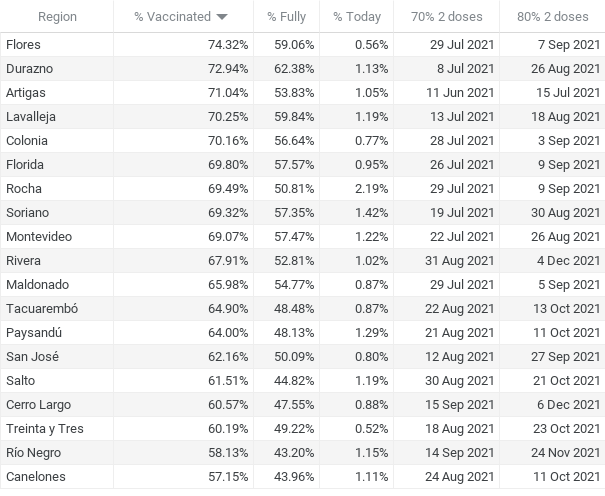 Region % Vaccinated % Fully % Today 70% 2 doses 80% 2 doses
Flores 74.32% 59.06% 0.56% 29 Jul 2021 7 Sep 2021
Durazno 72.94% 62.38% 1.13% 8 Jul 2021 26 Aug 2021
Artigas 71.04% 53.83% 1.05% 11 Jun 2021 15 Jul 2021
Lavalleja 70.25% 59.84% 1.19% 13 Jul 2021 18 Aug 2021
Colonia 70.16% 56.64% 0.77% 28 Jul 2021 3 Sep 2021
Florida 69.80% 57.57% 0.95% 26 Jul 2021 9 Sep 2021
Rocha 69.49% 50.81% 2.19% 29 Jul 2021 9 Sep 2021
Soriano 69.32% 57.35% 1.42% 19 Jul 2021 30 Aug 2021
Montevideo 69.07% 57.47% 1.22% 22 Jul 2021 26 Aug 2021
Rivera 67.91% 52.81% 1.02% 31 Aug 2021 4 Dec 2021
Maldonado 65.98% 54.77% 0.87% 29 Jul 2021 5 Sep 2021
Tacuarembó 64.90% 48.48% 0.87% 22 Aug 2021 13 Oct 2021
Paysandú 64.00% 48.13% 1.29% 21 Aug 2021 11 Oct 2021
San José 62.16% 50.09% 0.80% 12 Aug 2021 27 Sep 2021
Salto 61.51% 44.82% 1.19% 30 Aug 2021 21 Oct 2021
Cerro Largo 60.57% 47.55% 0.88% 15 Sep 2021 6 Dec 2021
Treinta y Tres 60.19% 49.22% 0.52% 18 Aug 2021 23 Oct 2021
Río Negro 58.13% 43.20% 1.15% 14 Sep 2021 24 Nov 2021
Canelones 57.15% 43.96% 1.11% 24 Aug 2021 11 Oct 2021